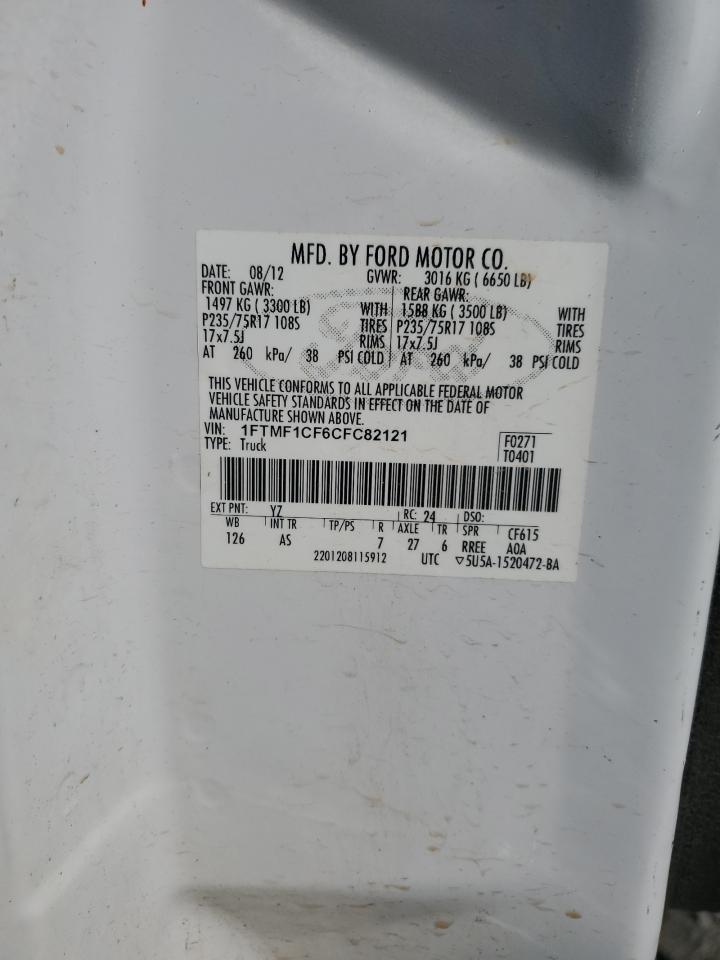 MFD. BY FORD MOTOR CO.
DATE: 08/12 GVWR: 3016 KG ( 6650 LB)
FRONT GAWR: REAR GAWR:
1497 KG ( 3300 LB) WITH 1588 KG ( 3500 LB) WITH
P235/75R17 108S TIRES P235/75R17 108S TIRES
17x7.5J RIMS 17x7.5J RIMS
AT 260 kPa/ 38 PSI COLD AT 260 kPa/ 38 PSI COLD
THIS VEHICLE CONFORMS TO ALL APPLICABLE FEDERAL MOTOR
VEHICLE SAFETY STANDARDS IN EFFECT ON THE DATE OF
MANUFACTURE SHOWN ABOVE.
VIN: 1FTMF1CF6CFC82121 F0271
TYPE: Truck T0401
EXT PNT: YZ RC: 24 DSO:
WB INT TR TP/PS R AXLE TR SPR CF615
126 AS 7 27 6 RREE AOA
2201208115912 UTC ▽5U5A-1520472-BA